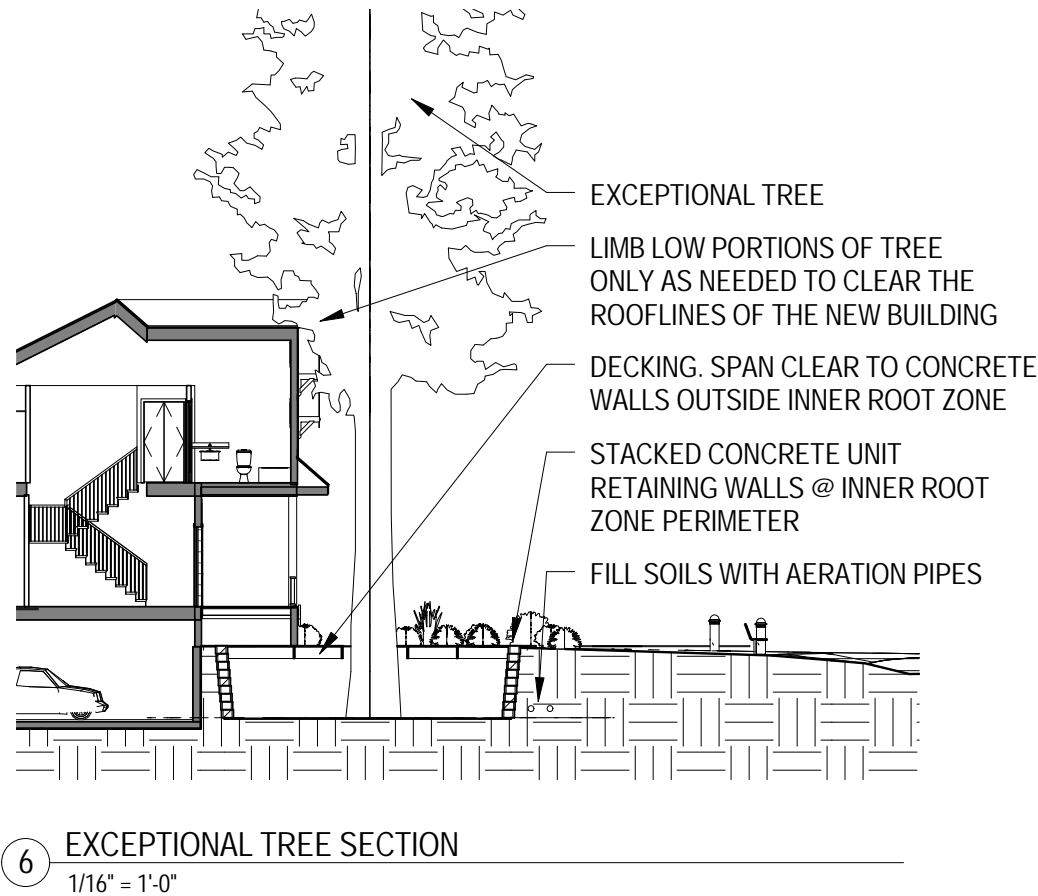 EXCEPTIONAL TREE
LIMB LOW PORTIONS OF TREE
ONLY AS NEEDED TO CLEAR THE
ROOFLINES OF THE NEW BUILDING
DECKING. SPAN CLEAR TO CONCRETE
WALLS OUTSIDE INNER ROOT ZONE
STACKED CONCRETE UNIT
RETAINING WALLS @ INNER ROOT
ZONE PERIMETER
FILL SOILS WITH AERATION PIPES
6
EXCEPTIONAL TREE SECTION
1/16" = 1'-0"